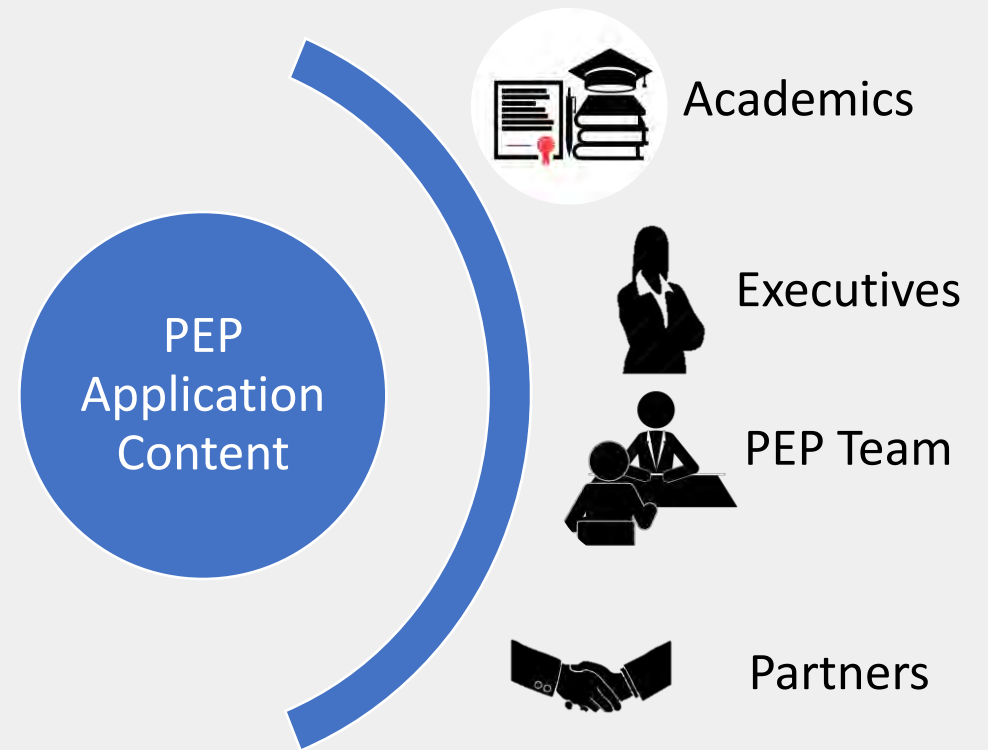 PEP
Application
Content
Academics
Executives
PEP Team
Partners